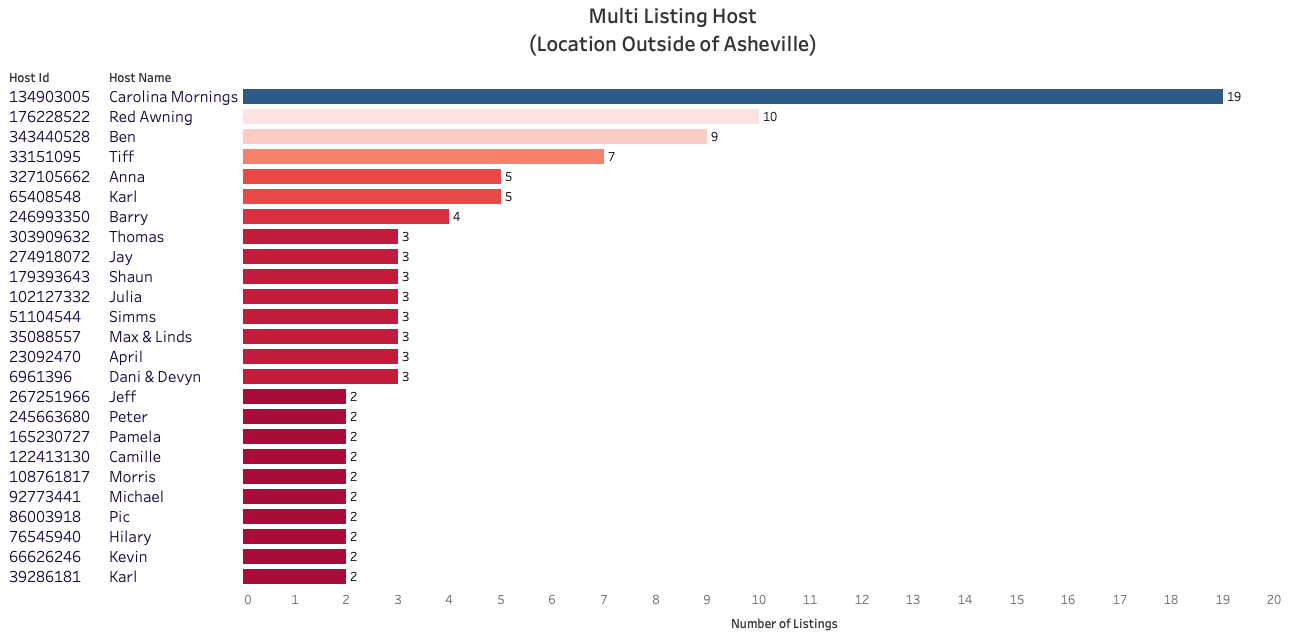 Multi Listing Host
(Location Outside of Asheville)
Host Id Host Name
134903005 Carolina Mornings 19
176228522 Red Awning 10
343440528 Ben 9
33151095 Tiff 7
327105662 Anna 5
65408548 Karl 5
246993350 Barry 4
303909632 Thomas 3
274918072 Jay 3
179393643 Shaun 3
102127332 Julia 3
51104544 Simms 3
35088557 Max & Linds 3
23092470 April 3
6961396 Dani & Devyn 3
267251966 Jeff 2
245663680 Peter 2
165230727 Pamela 2
122413130 Camille 2
108761817 Morris 2
92773441 Michael 2
86003918 Pic 2
76545940 Hilary 2
66626246 Kevin 2
39286181 Karl 2
0 1 2 3 4 5 6 7 8 9 10 11 12 13 14 15 16 17 18 19 20
Number of Listings